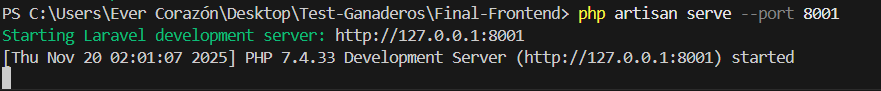 PS C:\Users\Ever Corazón\Desktop\Test-Ganaderos\Final-Frontend> php artisan serve --port 8001
Starting Laravel development server: http://127.0.0.1:8001
[Thu Nov 20 02:01:07 2025] PHP 7.4.33 Development Server (http://127.0.0.1:8001) started